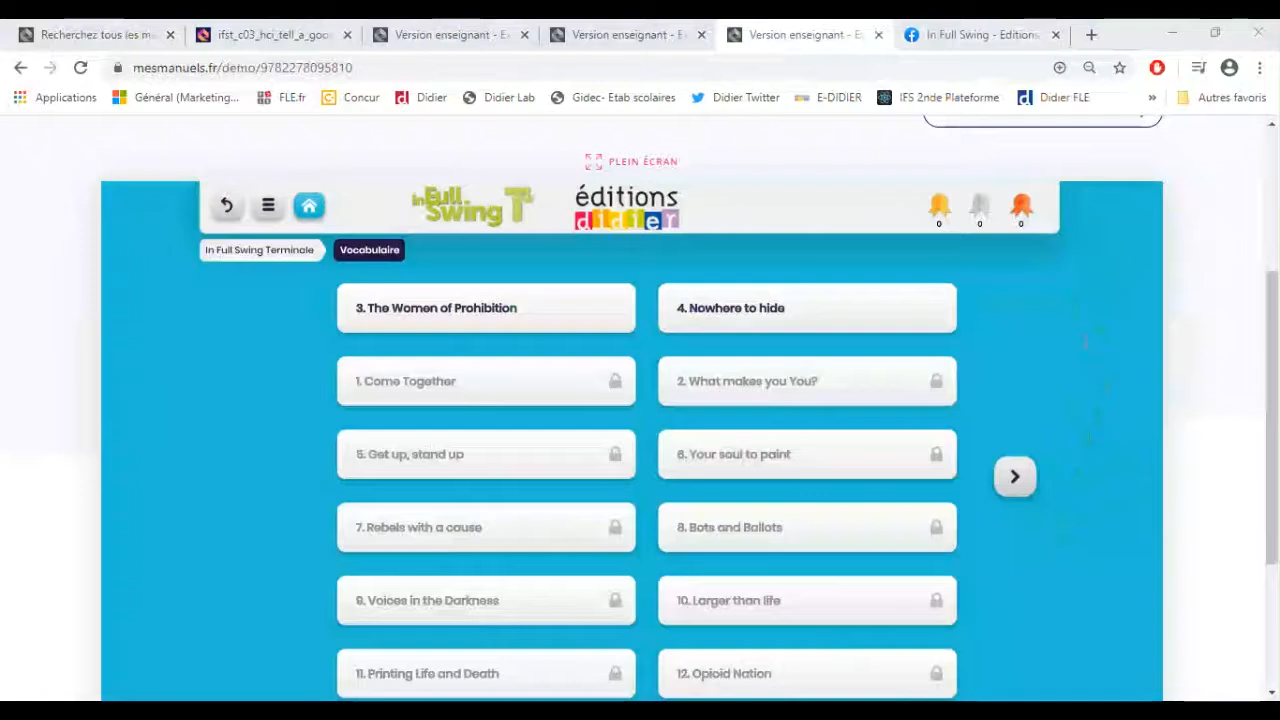 Recherchez tous les m
ifst_c03_hci_tell_a_goo
Version enseignant - E
Version enseignant - E
Version enseignant - E
In Full Swing - Editions
mesmanuels.fr/demo/9782278095810
Applications
Général (Marketing...
FLE.fr
Concur
Didier
Didier Lab
Gidec- Etab scolaires
Didier Twitter
E-DIDIER
IFS 2nde Plateforme
Didier FLE
»
Autres favoris
PLEIN ÉCRAN
in Full Swing Tle
éditions didier
0
0
0
In Full Swing Terminale
Vocabulaire
3. The Women of Prohibition
4. Nowhere to hide
1. Come Together
2. What makes you You?
5. Get up, stand up
6. Your soul to paint
7. Rebels with a cause
8. Bots and Ballots
9. Voices in the Darkness
10. Larger than life
11. Printing Life and Death
12. Opioid Nation